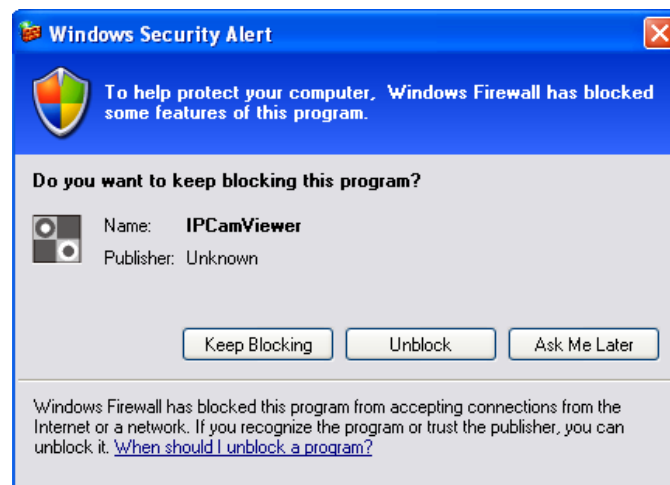 Windows Security Alert
To help protect your computer, Windows Firewall has blocked
some features of this program.
Do you want to keep blocking this program?
Name: IPCamViewer
Publisher: Unknown
Keep Blocking Unblock Ask Me Later
Windows Firewall has blocked this program from accepting connections from the
Internet or a network. If you recognize the program or trust the publisher, you can
unblock it. When should I unblock a program?